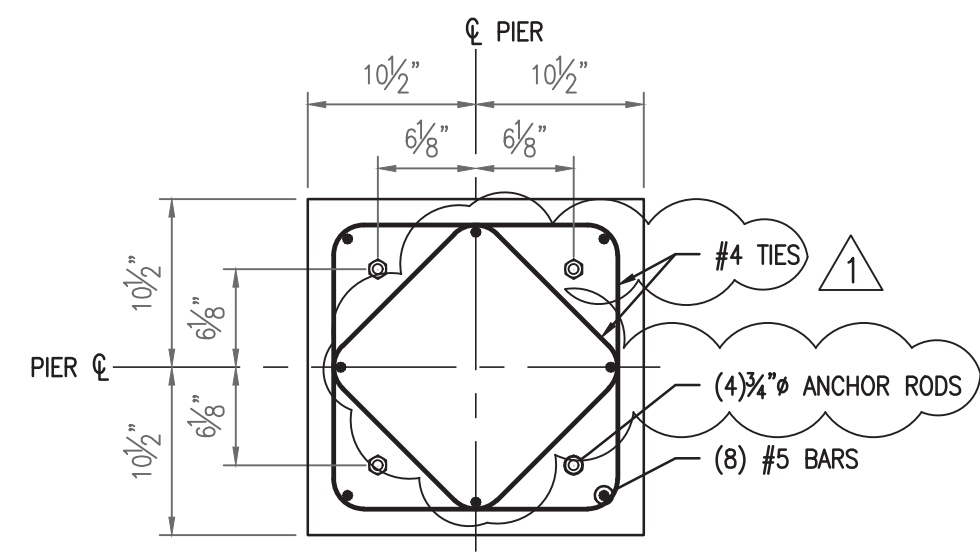 ℄ PIER
10½" 10½"
6⅛" 6⅛"
#4 TIES
1
10½"
6⅛"
PIER ℄
(4)¾"ø ANCHOR RODS
6⅛"
10½"
(8) #5 BARS